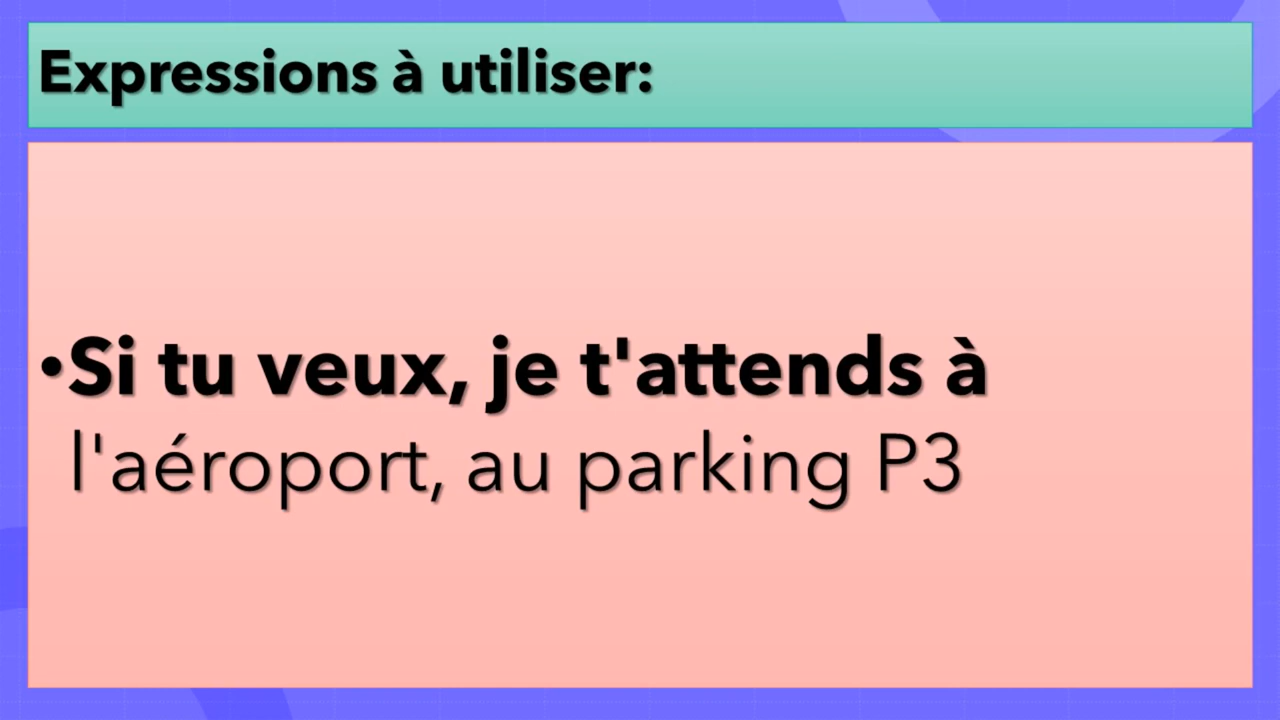 Expressions à utiliser:
•Si tu veux, je t'attends à
l'aéroport, au parking P3